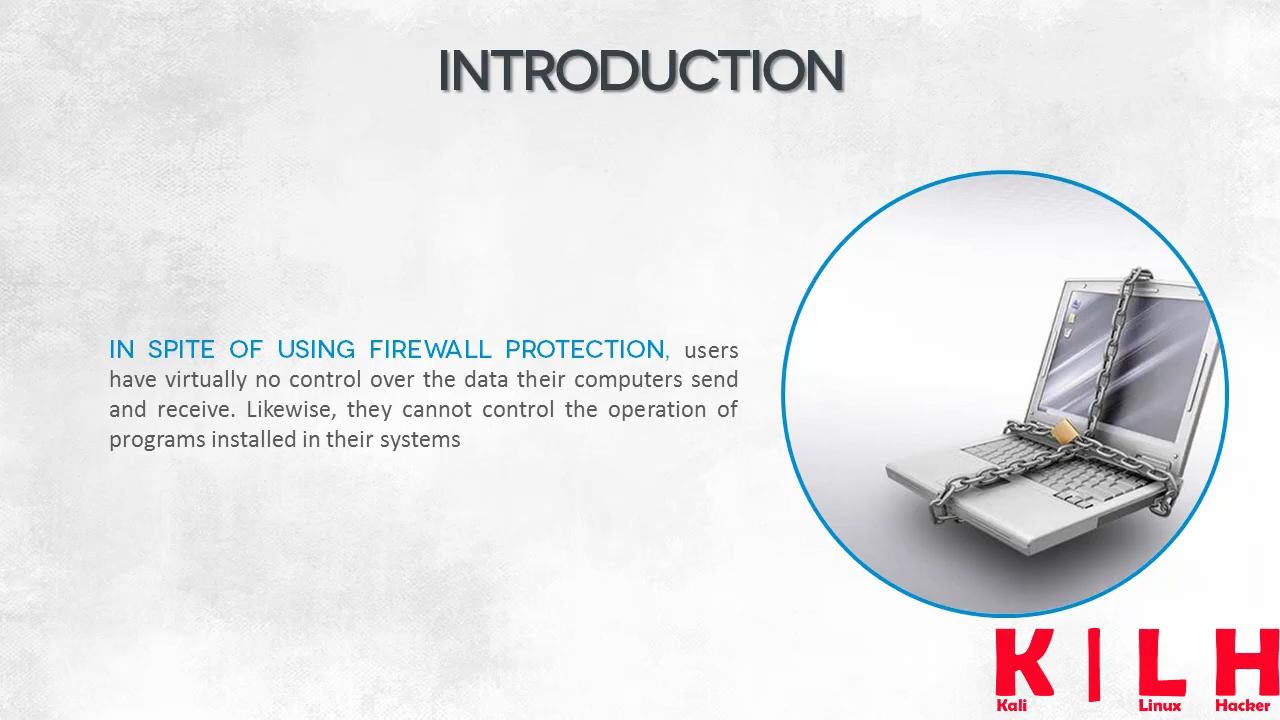 INTRODUCTION
IN SPITE OF USING FIREWALL PROTECTION, users
have virtually no control over the data their computers send
and receive. Likewise, they cannot control the operation of
programs installed in their systems
K | L H
Kali Linux Hacker